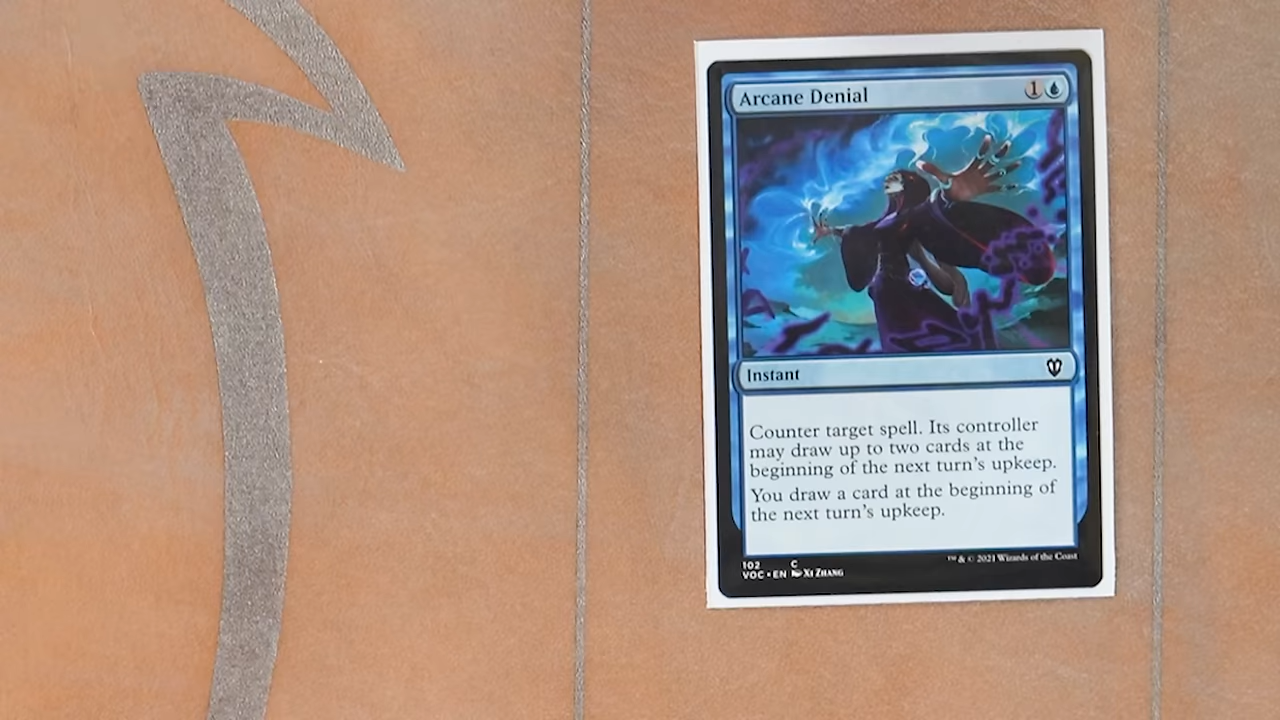 Arcane Denial 1
Instant
Counter target spell. Its controller
may draw up to two cards at the
beginning of the next turn's upkeep.
You draw a card at the beginning of
the next turn's upkeep.
102 C
VOC • EN Xi Zhang
™ & © 2021 Wizards of the Coast